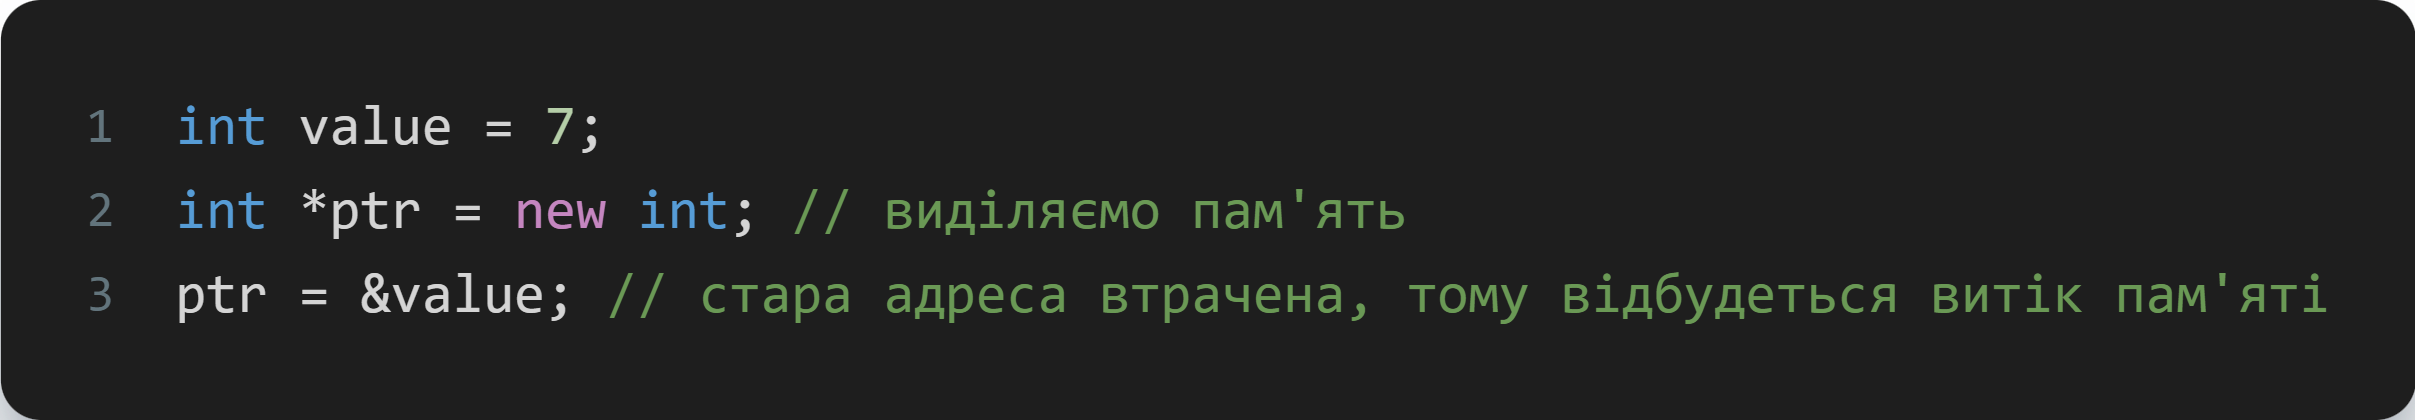 1 int value = 7;
2 int *ptr = new int; // виділяємо пам'ять
3 ptr = &value; // стара адреса втрачена, тому відбудеться витік пам'яті